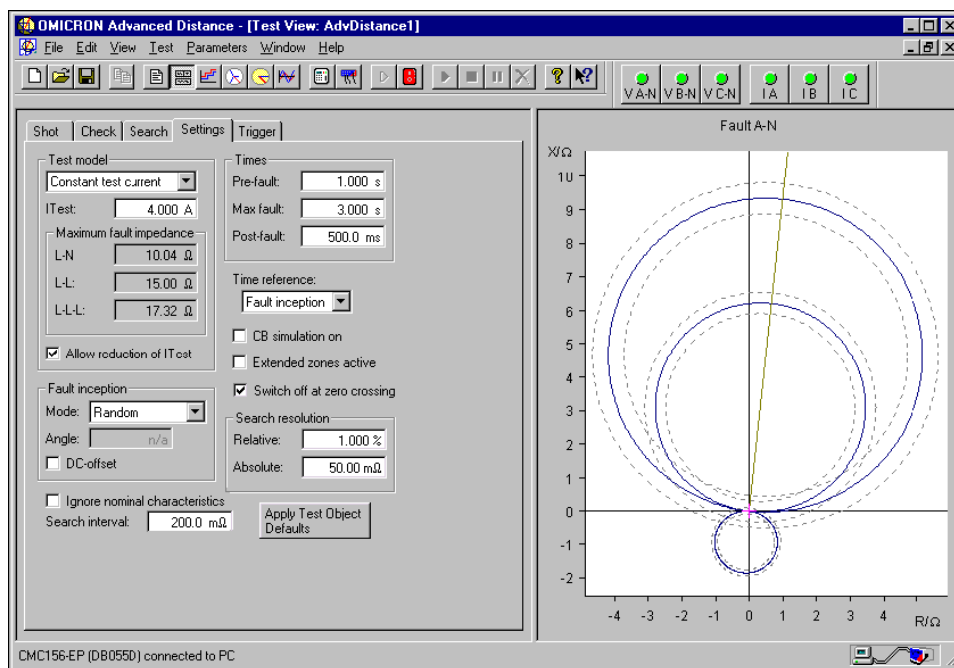 OMICRON Advanced Distance - [Test View: AdvDistance1]
File Edit View Test Parameters Window Help
V A-N V B-N V C-N I A I B I C
Shot Check Search Settings Trigger
Test model
Constant test current
ITest: 4.000 A
Maximum fault impedance
L-N 10.04 Ω
L-L: 15.00 Ω
L-L-L: 17.32 Ω
Allow reduction of ITest
Fault inception
Mode: Random
Angle: n/a
DC-offset
Ignore nominal characteristics
Search interval: 200.0 mΩ
Times
Pre-fault: 1.000 s
Max fault: 3.000 s
Post-fault: 500.0 ms
Time reference:
Fault inception
CB simulation on
Extended zones active
Switch off at zero crossing
Search resolution
Relative: 1.000 %
Absolute: 50.00 mΩ
Apply Test Object
Defaults
Fault A-N
X/Ω
10
9
8
7
6
5
4
3
2
1
0
-1
-2
-4 -3 -2 -1 0 1 2 3 4 R/Ω
CMC156-EP (DB055D) connected to PC